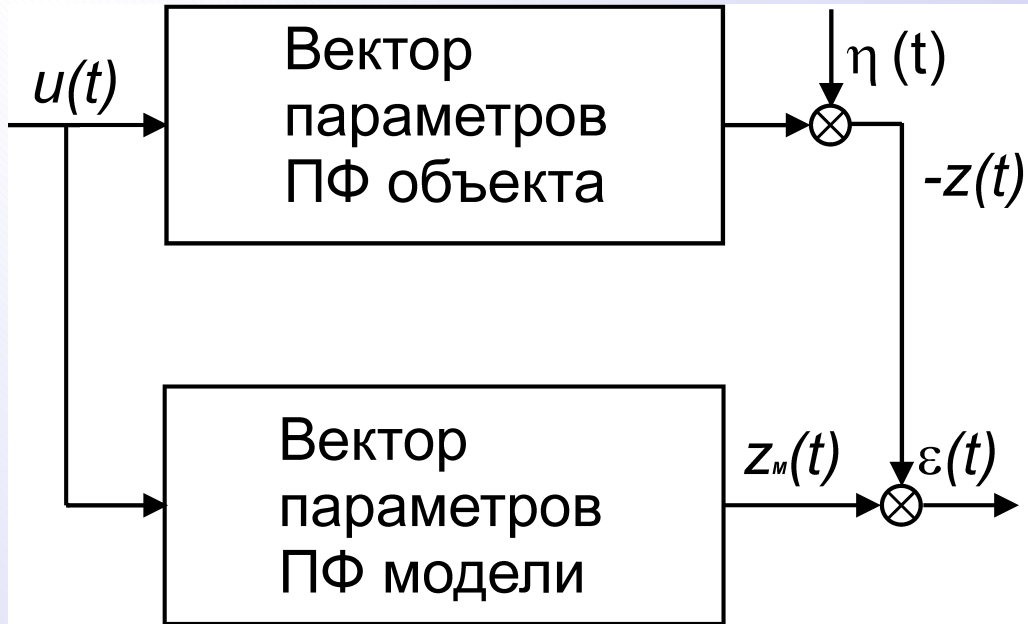 u(t)
Вектор
параметров
ПФ объекта
η (t)
-z(t)
Вектор
параметров
ПФ модели
zм(t)
ε(t)